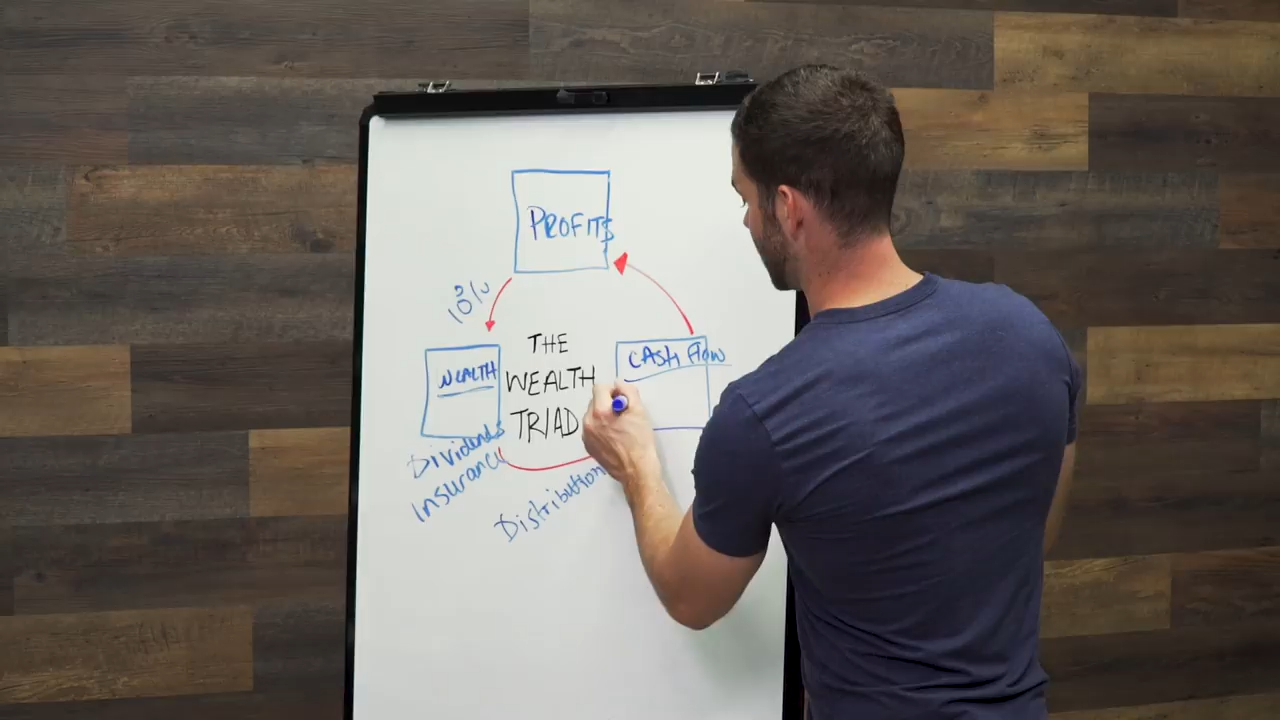 PROFITS
10%
THE
WEALTH
TRIAD
WEALTH
CASH FLOW
Dividends
insurance
Distributions